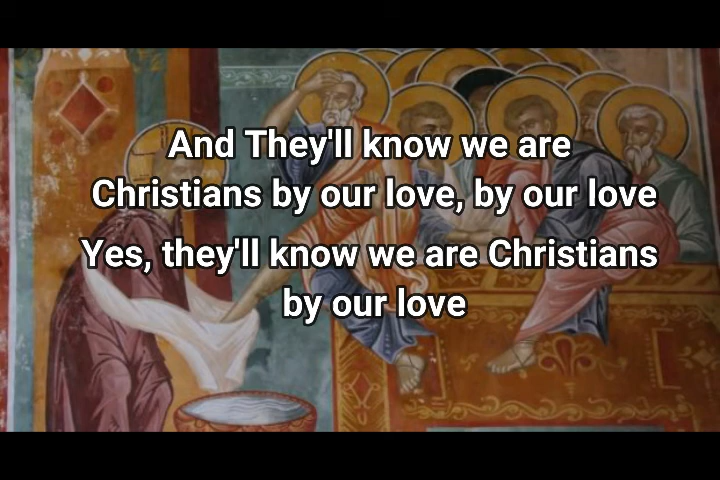 And They'll know we are
Christians by our love, by our love
Yes, they'll know we are Christians
by our love